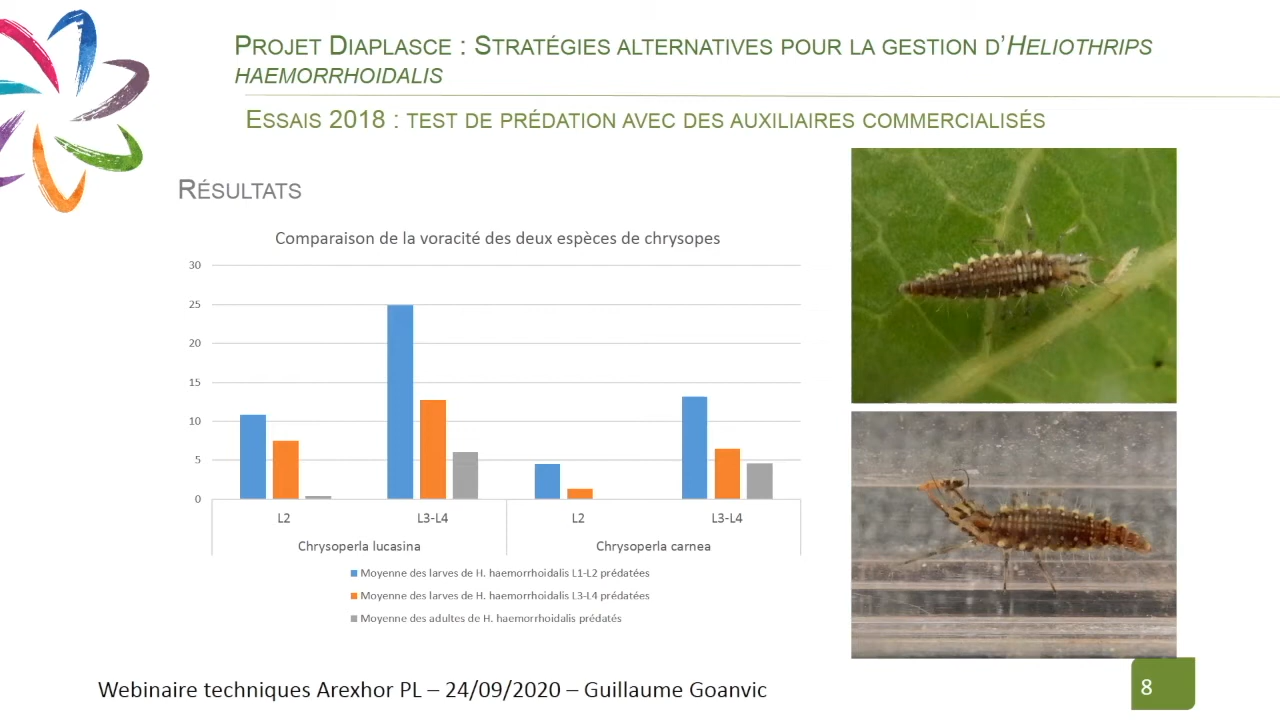 PROJET DIAPLASCE : STRATÉGIES ALTERNATIVES POUR LA GESTION D'HELIOTHRIPS
HAEMORRHOIDALIS
ESSAIS 2018 : TEST DE PRÉDATION AVEC DES AUXILIAIRES COMMERCIALISÉS
RÉSULTATS
Comparaison de la voracité des deux espèces de chrysopes
30
25
20
15
10
5
0
L2 L3-L4 L2 L3-L4
Chrysoperla lucasina Chrysoperla carnea
Moyenne des larves de H. haemorrhoidalis L1-L2 prédatées
Moyenne des larves de H. haemorrhoidalis L3-L4 prédatées
Moyenne des adultes de H. haemorrhoidalis prédatés
Webinaire techniques Arexhor PL – 24/09/2020 – Guillaume Goanvic
8